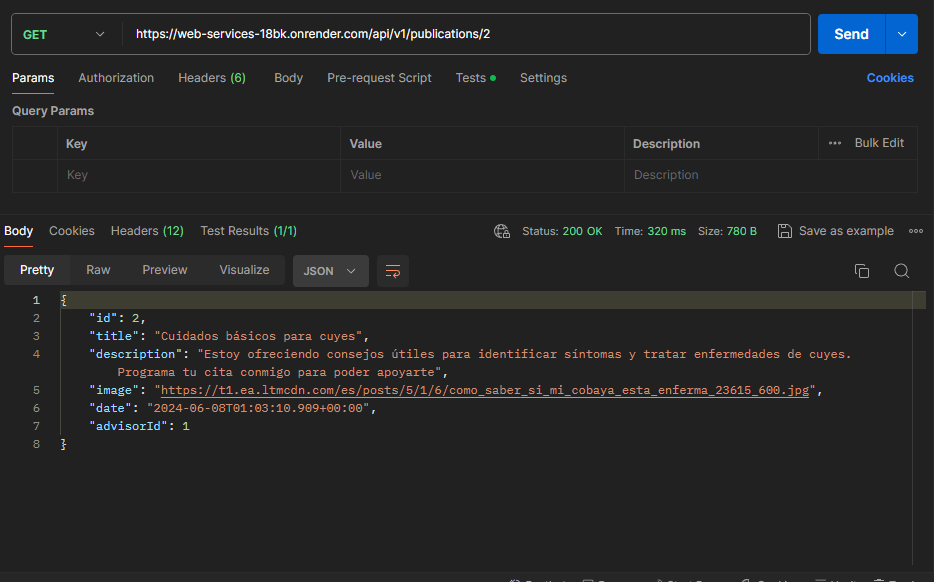 GET https://web-services-18bk.onrender.com/api/v1/publications/2 Send
Params Authorization Headers (6) Body Pre-request Script Tests Settings Cookies
Query Params
Key Value Description Bulk Edit
Key Value Description
Body Cookies Headers (12) Test Results (1/1) Status: 200 OK Time: 320 ms Size: 780 B Save as example
Pretty Raw Preview Visualize JSON
1 {
2 "id": 2,
3 "title": "Cuidados básicos para cuyes",
4 "description": "Estoy ofreciendo consejos útiles para identificar síntomas y tratar enfermedades de cuyes.
Programa tu cita conmigo para poder apoyarte",
5 "image": "https://t1.ea.ltmcdn.com/es/posts/5/1/6/como_saber_si_mi_cobaya_esta_enferma_23615_600.jpg",
6 "date": "2024-06-08T01:03:10.909+00:00",
7 "advisorId": 1
8 }